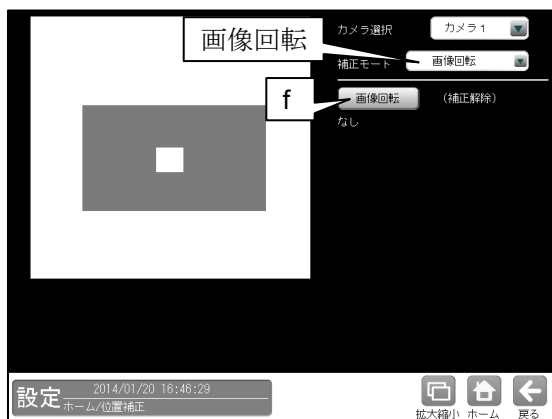 カメラ選択
カメラ1
画像回転
補正モード
画像回転
f
画像回転
(補正解除)
なし
設定
2014/01/20 16:46:29
ホーム/位置補正
拡大縮小
ホーム
戻る